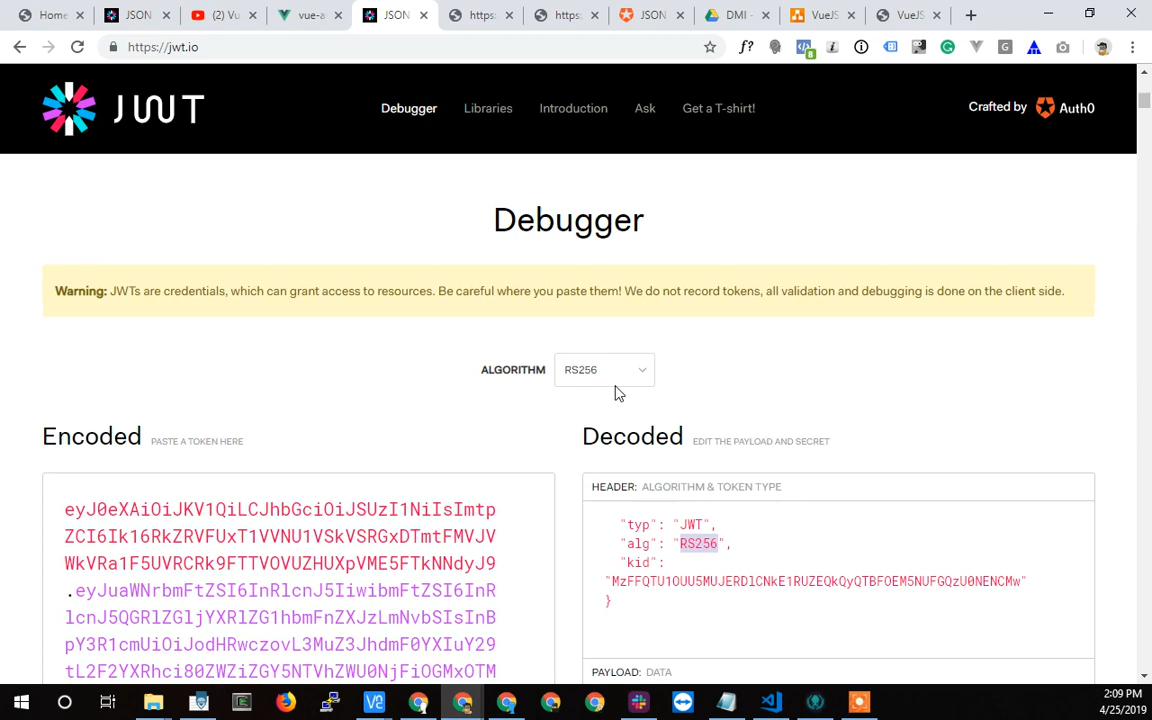 Home
JSON
(2) Vu
vue-a
JSON
https:
https:
JSON
DMI -
VueJS
VueJS
https://jwt.io
f?
8
JWT
Debugger
Libraries
Introduction
Ask
Get a T-shirt!
Crafted by
Auth0
Debugger
Warning: JWTs are credentials, which can grant access to resources. Be careful where you paste them! We do not record tokens, all validation and debugging is done on the client side.
ALGORITHM
RS256
Encoded PASTE A TOKEN HERE
eyJ0eXAiOiJKV1QiLCJhbGciOiJSUzI1NiIsImtp
ZCI6Ik16RkZRVFUxT1VVNU1VSkVSRGxDTmtFMVJV
WkVRa1F5UVRCRk9FTTVOVUZHUXpVME5FTkNNdyJ9
.eyJuaWNrbmFtZSI6InRlcnJ5IiwibmFtZSI6InR
lcnJ5QGRlZGljYXRlZG1hbmFnZXJzLmNvbSIsInB
pY3R1cmUiOiJodHRwczovL3MuZ3JhdmF0YXIuY29
tL2F2YXRhci80ZWZiZGY5NTVhZWU0NjFiOGMxOTM
Decoded EDIT THE PAYLOAD AND SECRET
HEADER: ALGORITHM & TOKEN TYPE
"typ": "JWT",
"alg": "RS256",
"kid":
"MzFFQTU1OUU5MUJERDlCNkE1RUZEQkQyQTBFOEM5NUFGQzU0NENCMw"
}
PAYLOAD: DATA
2:09 PM
4/25/2019